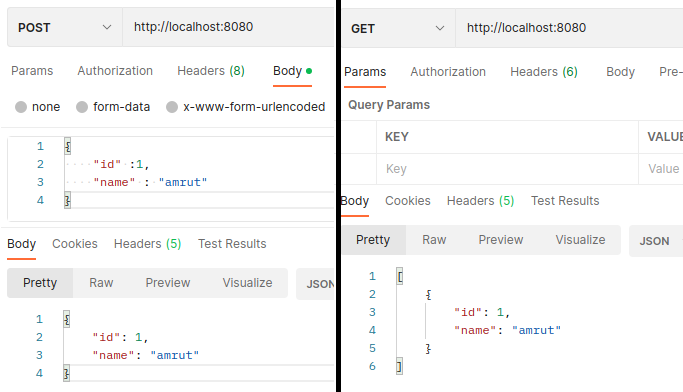 POST http://localhost:8080
Params Authorization Headers (8) Body
none form-data x-www-form-urlencoded
1 {
2 "id" :1,
3 "name" : "amrut"
4 }
Body Cookies Headers (5) Test Results
Pretty Raw Preview Visualize JSON
1 {
2 "id": 1,
3 "name": "amrut"
4 }
GET http://localhost:8080
Params Authorization Headers (6) Body Pre-
Query Params
KEY VALUE
Key Value
Body Cookies Headers (5) Test Results
Pretty Raw Preview Visualize JSON
1 [
2 {
3 "id": 1,
4 "name": "amrut"
5 }
6 ]